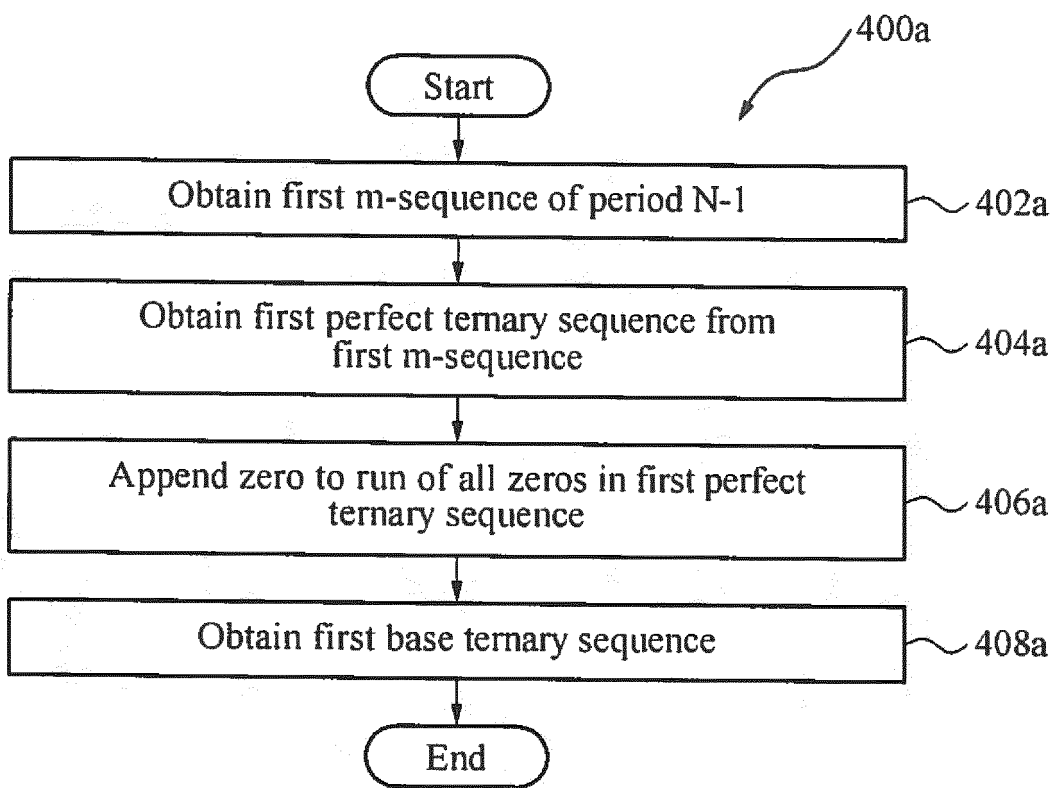 400a
Start
Obtain first m-sequence of period N-1
402a
Obtain first perfect ternary sequence from
first m-sequence
404a
Append zero to run of all zeros in first perfect
ternary sequence
406a
Obtain first base ternary sequence
408a
End